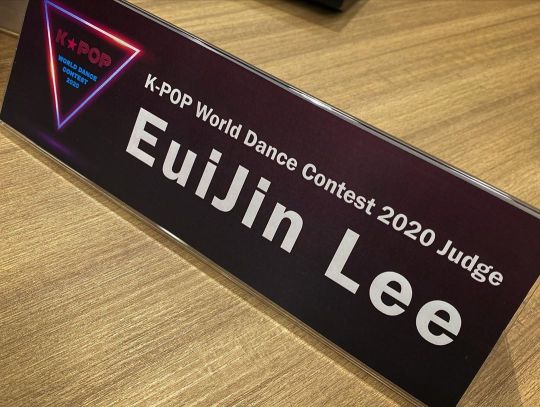 K★POP
WORLD DANCE
CONTEST
2020
K-POP World Dance Contest 2020 Judge
EuiJin Lee